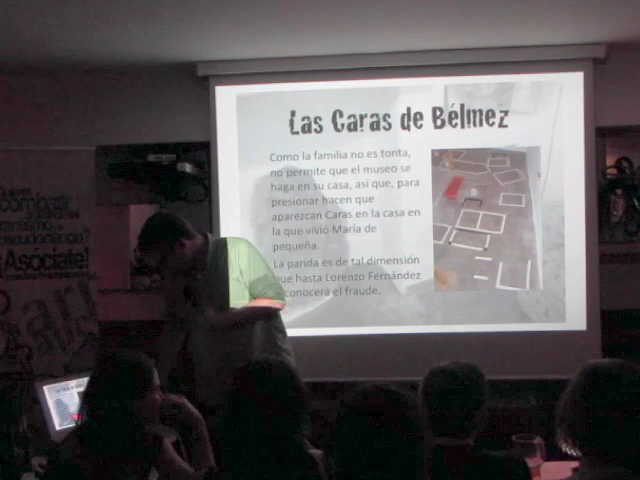 Las Caras de Bélmez
Como la familia no es tonta,
no permite que el museo se
haga en su casa, así que, para
presionar hacen que
aparezcan Caras en la casa en
la que vivió María de
pequeña.
La parida es de tal dimensión
que hasta Lorenzo Fernández
conocerá el fraude.
combatir
¡Asóciate!